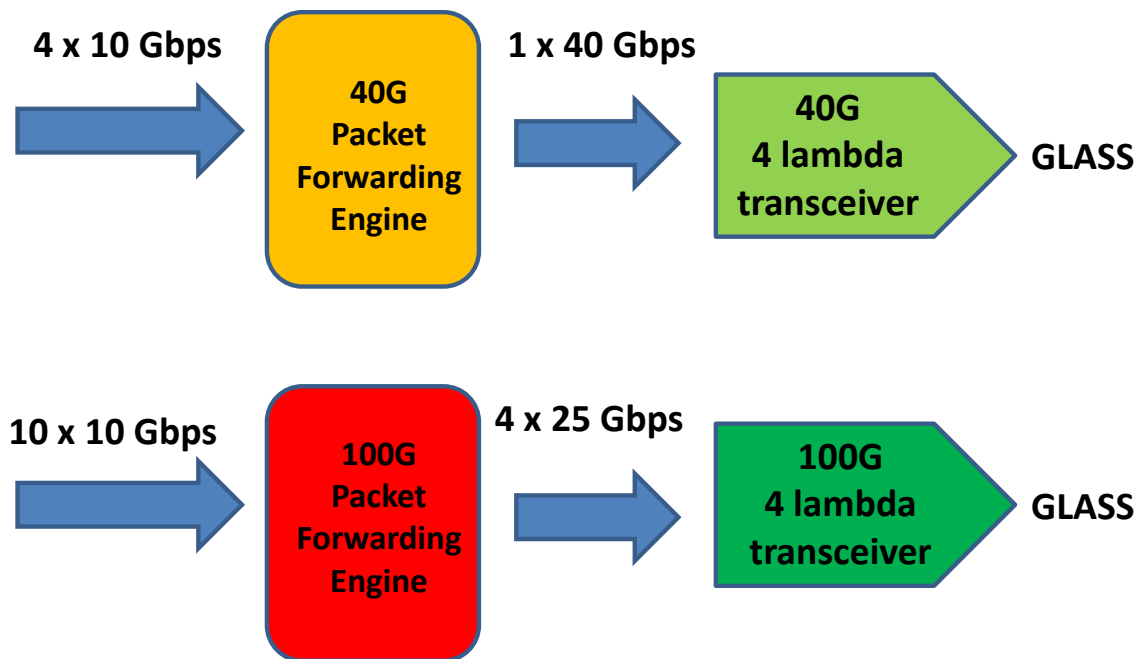 4 x 10 Gbps
40G
Packet
Forwarding
Engine
1 x 40 Gbps
40G
4 lambda
transceiver
GLASS
10 x 10 Gbps
100G
Packet
Forwarding
Engine
4 x 25 Gbps
100G
4 lambda
transceiver
GLASS